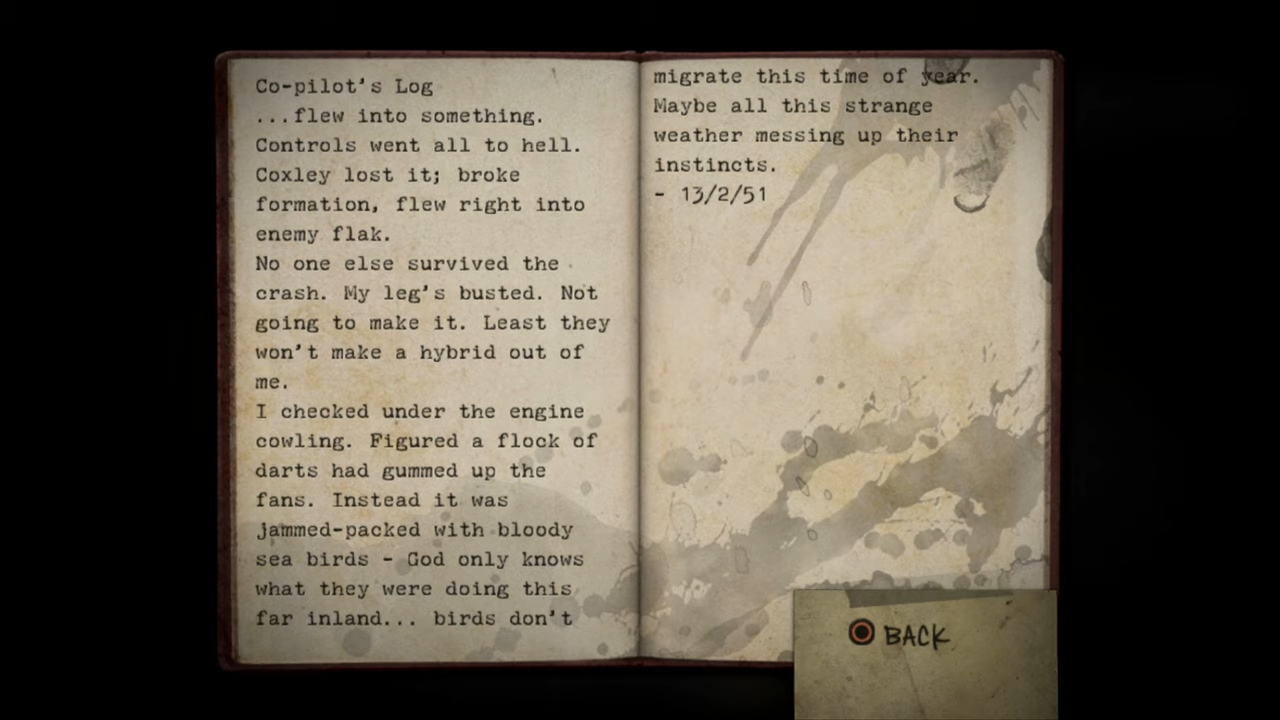 Co-pilot's Log
...flew into something.
Controls went all to hell.
Coxley lost it; broke
formation, flew right into
enemy flak.
No one else survived the
crash. My leg's busted. Not
going to make it. Least they
won't make a hybrid out of
me.
I checked under the engine
cowling. Figured a flock of
darts had gummed up the
fans. Instead it was
jammed-packed with bloody
sea birds - God only knows
what they were doing this
far inland... birds don't
migrate this time of year.
Maybe all this strange
weather messing up their
instincts.
- 13/2/51
BACK